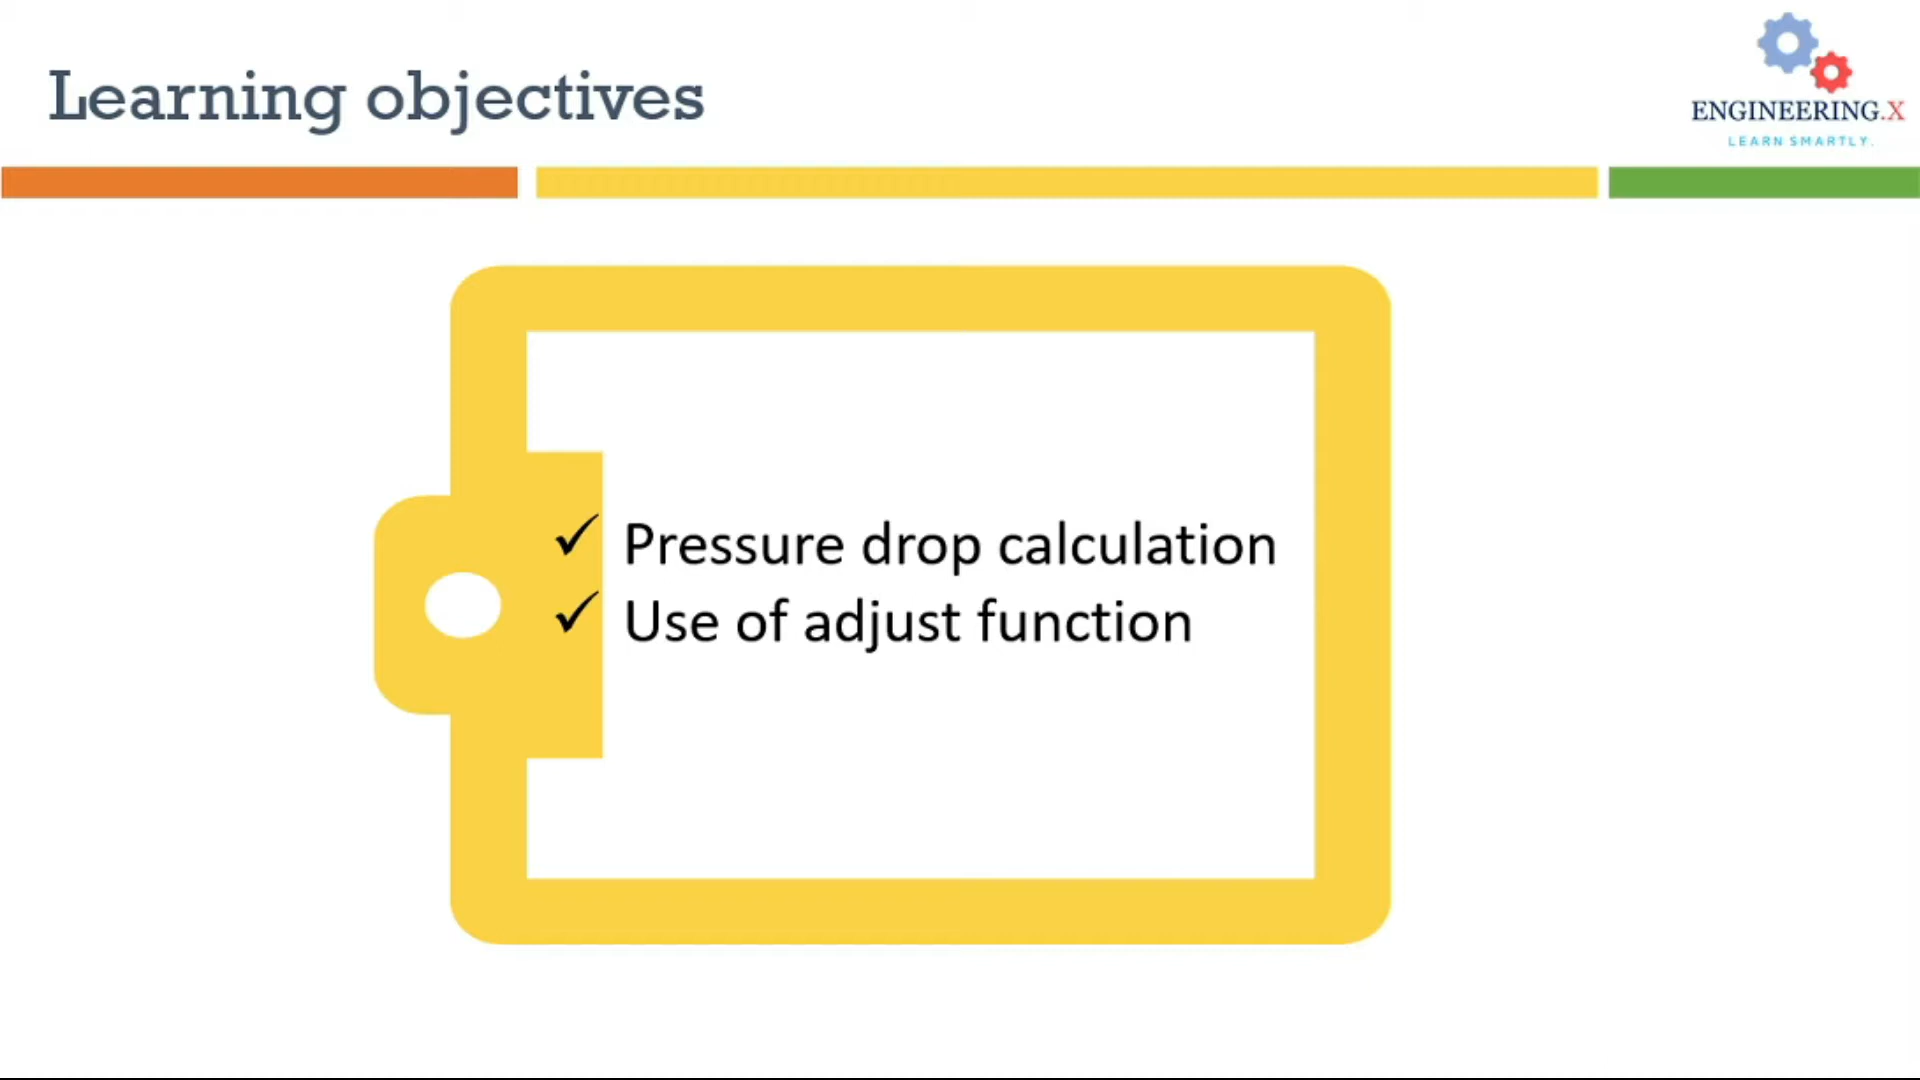 Learning objectives
ENGINEERING.X
LEARN SMARTLY.
✓ Pressure drop calculation
✓ Use of adjust function